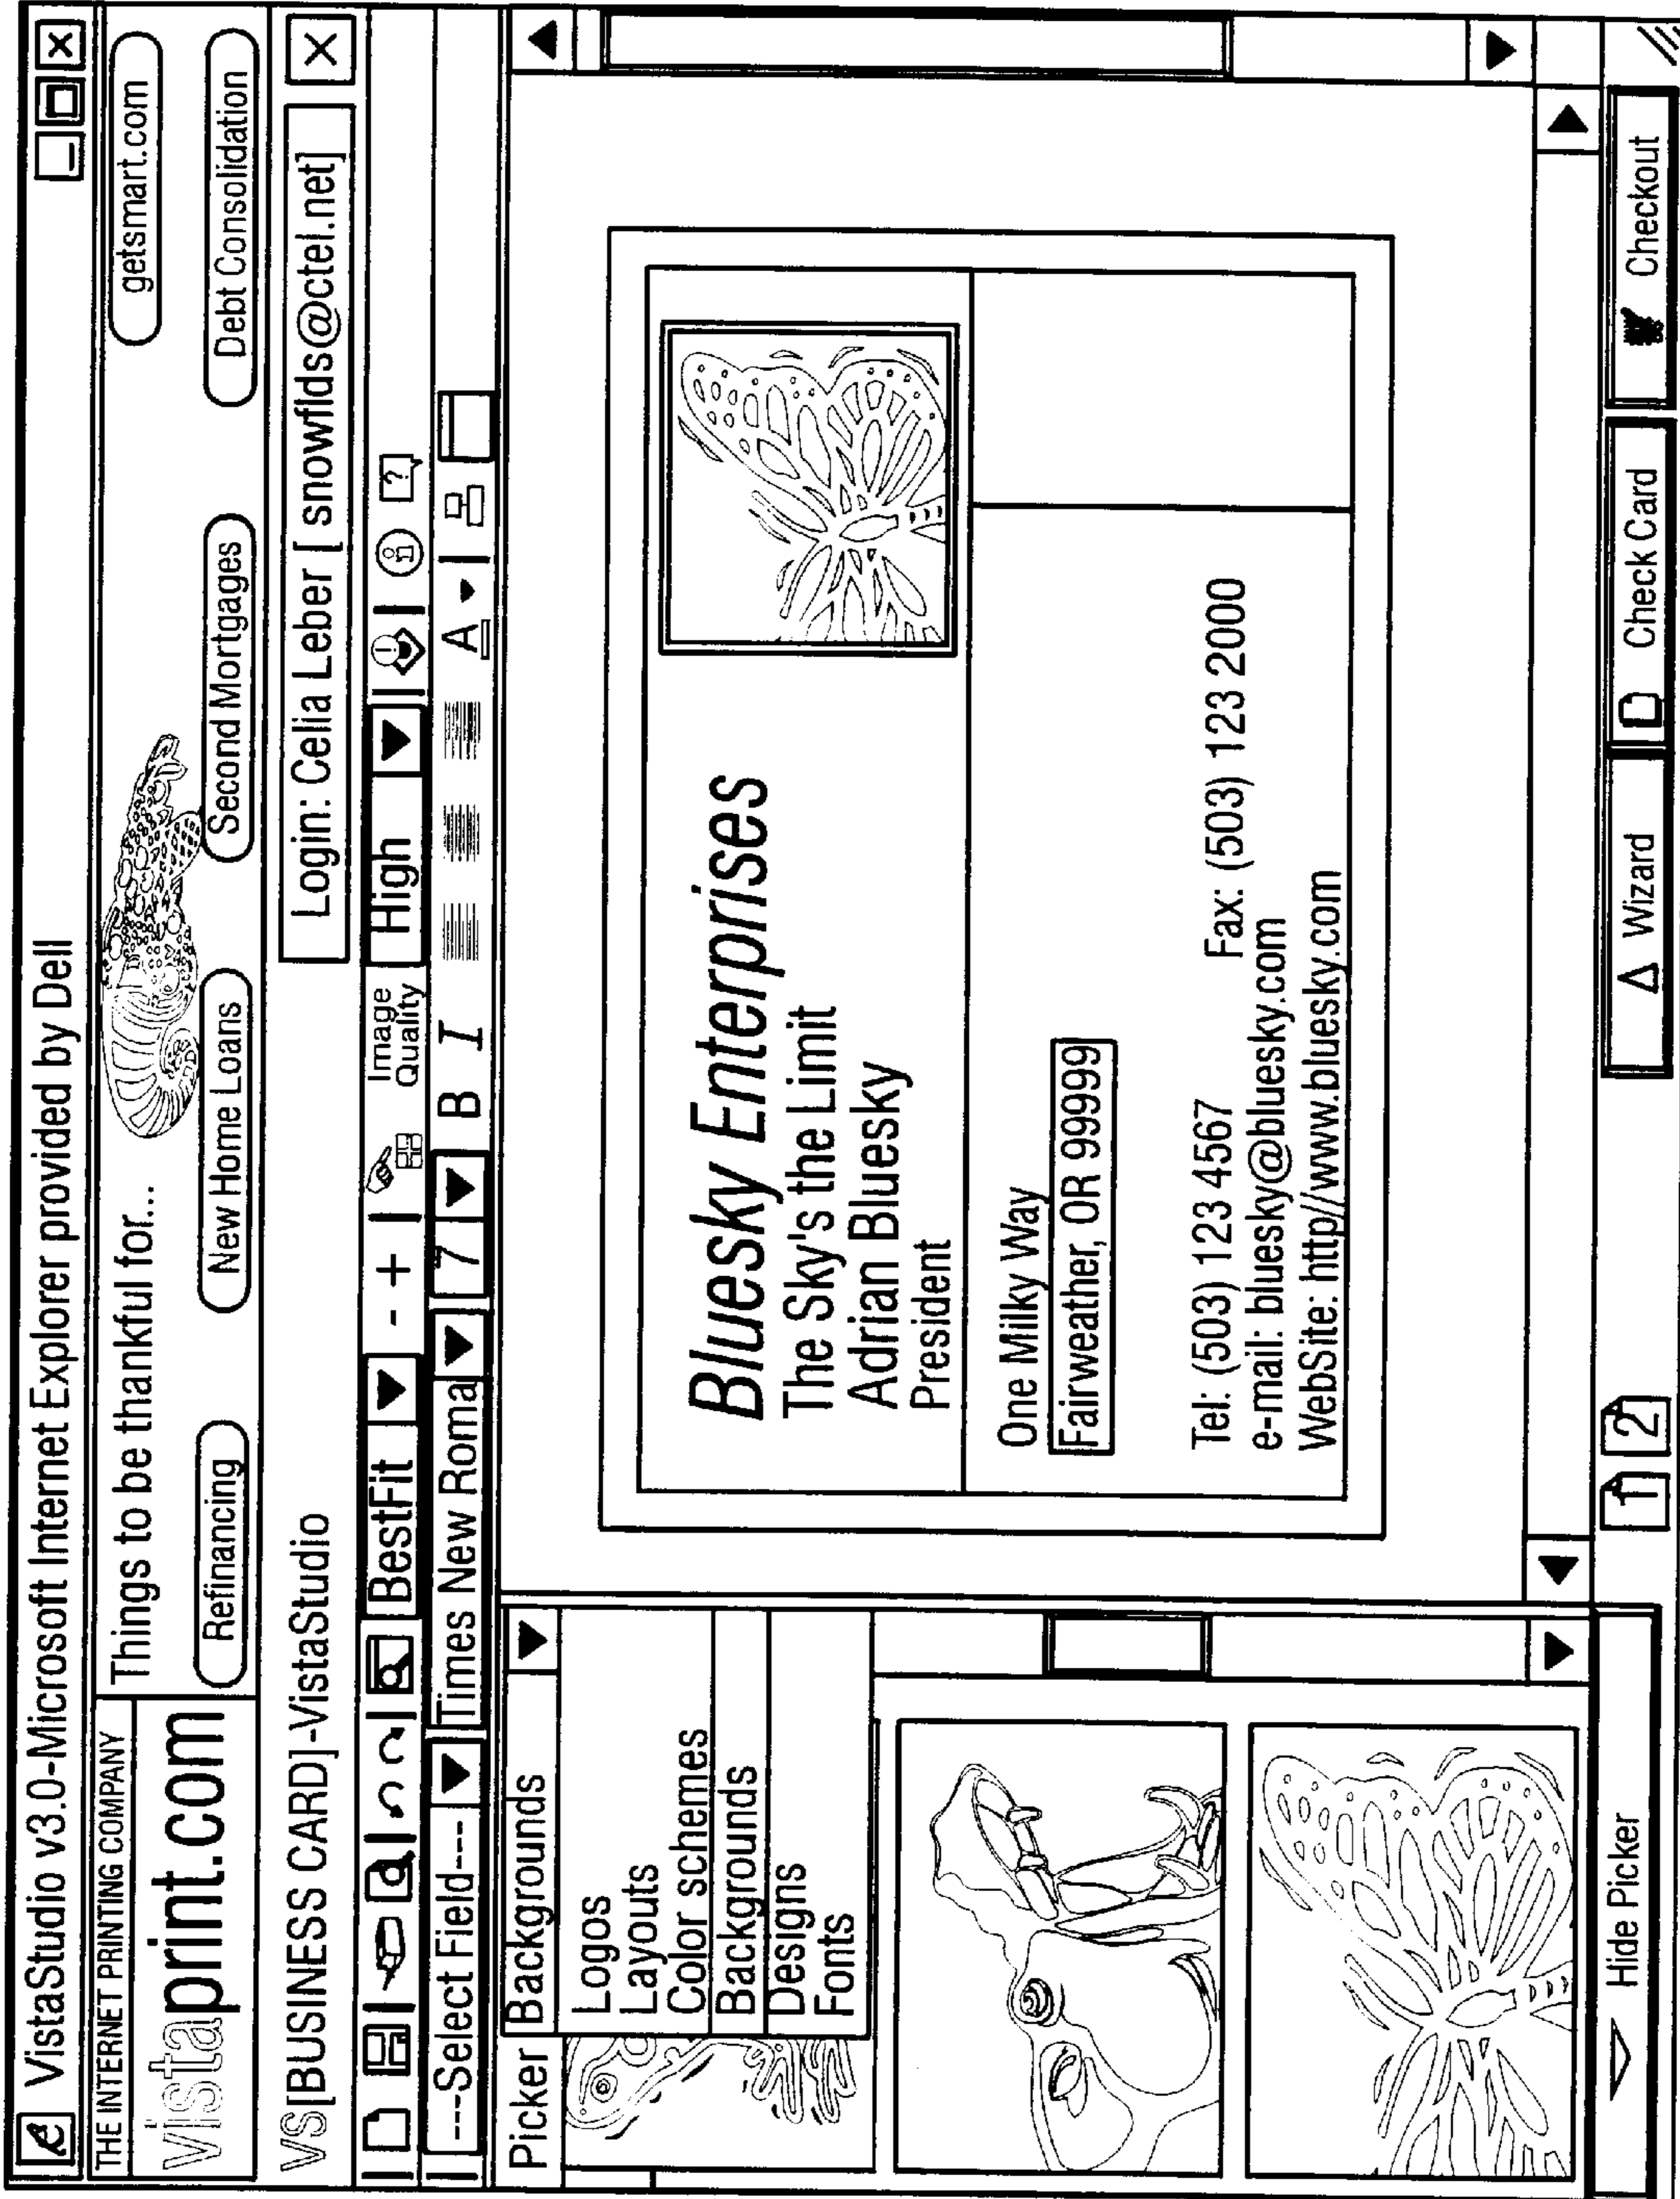 VistaStudio v3.0-Microsoft Internet Explorer provided by Dell
THE INTERNET PRINTING COMPANY
vistaprint.com
Things to be thankful for...
getsmart.com
Refinancing
New Home Loans
Second Mortgages
Debt Consolidation
VS[BUSINESS CARD]-VistaStudio
Login: Celia Leber [ snowflds@ctel.net]
BestFit
- +
Image
Quality
High
----Select Field----
Times New Roma
7
B I
A
Picker
Backgrounds
Logos
Layouts
Color schemes
Backgrounds
Designs
Fonts
Bluesky Enterprises
The Sky's the Limit
Adrian Bluesky
President
One Milky Way
Fairweather, OR 99999
Tel: (503) 123 4567
Fax: (503) 123 2000
e-mail: bluesky@bluesky.com
WebSite: http//www.bluesky.com
Hide Picker
1 2
Wizard
Check Card
Checkout